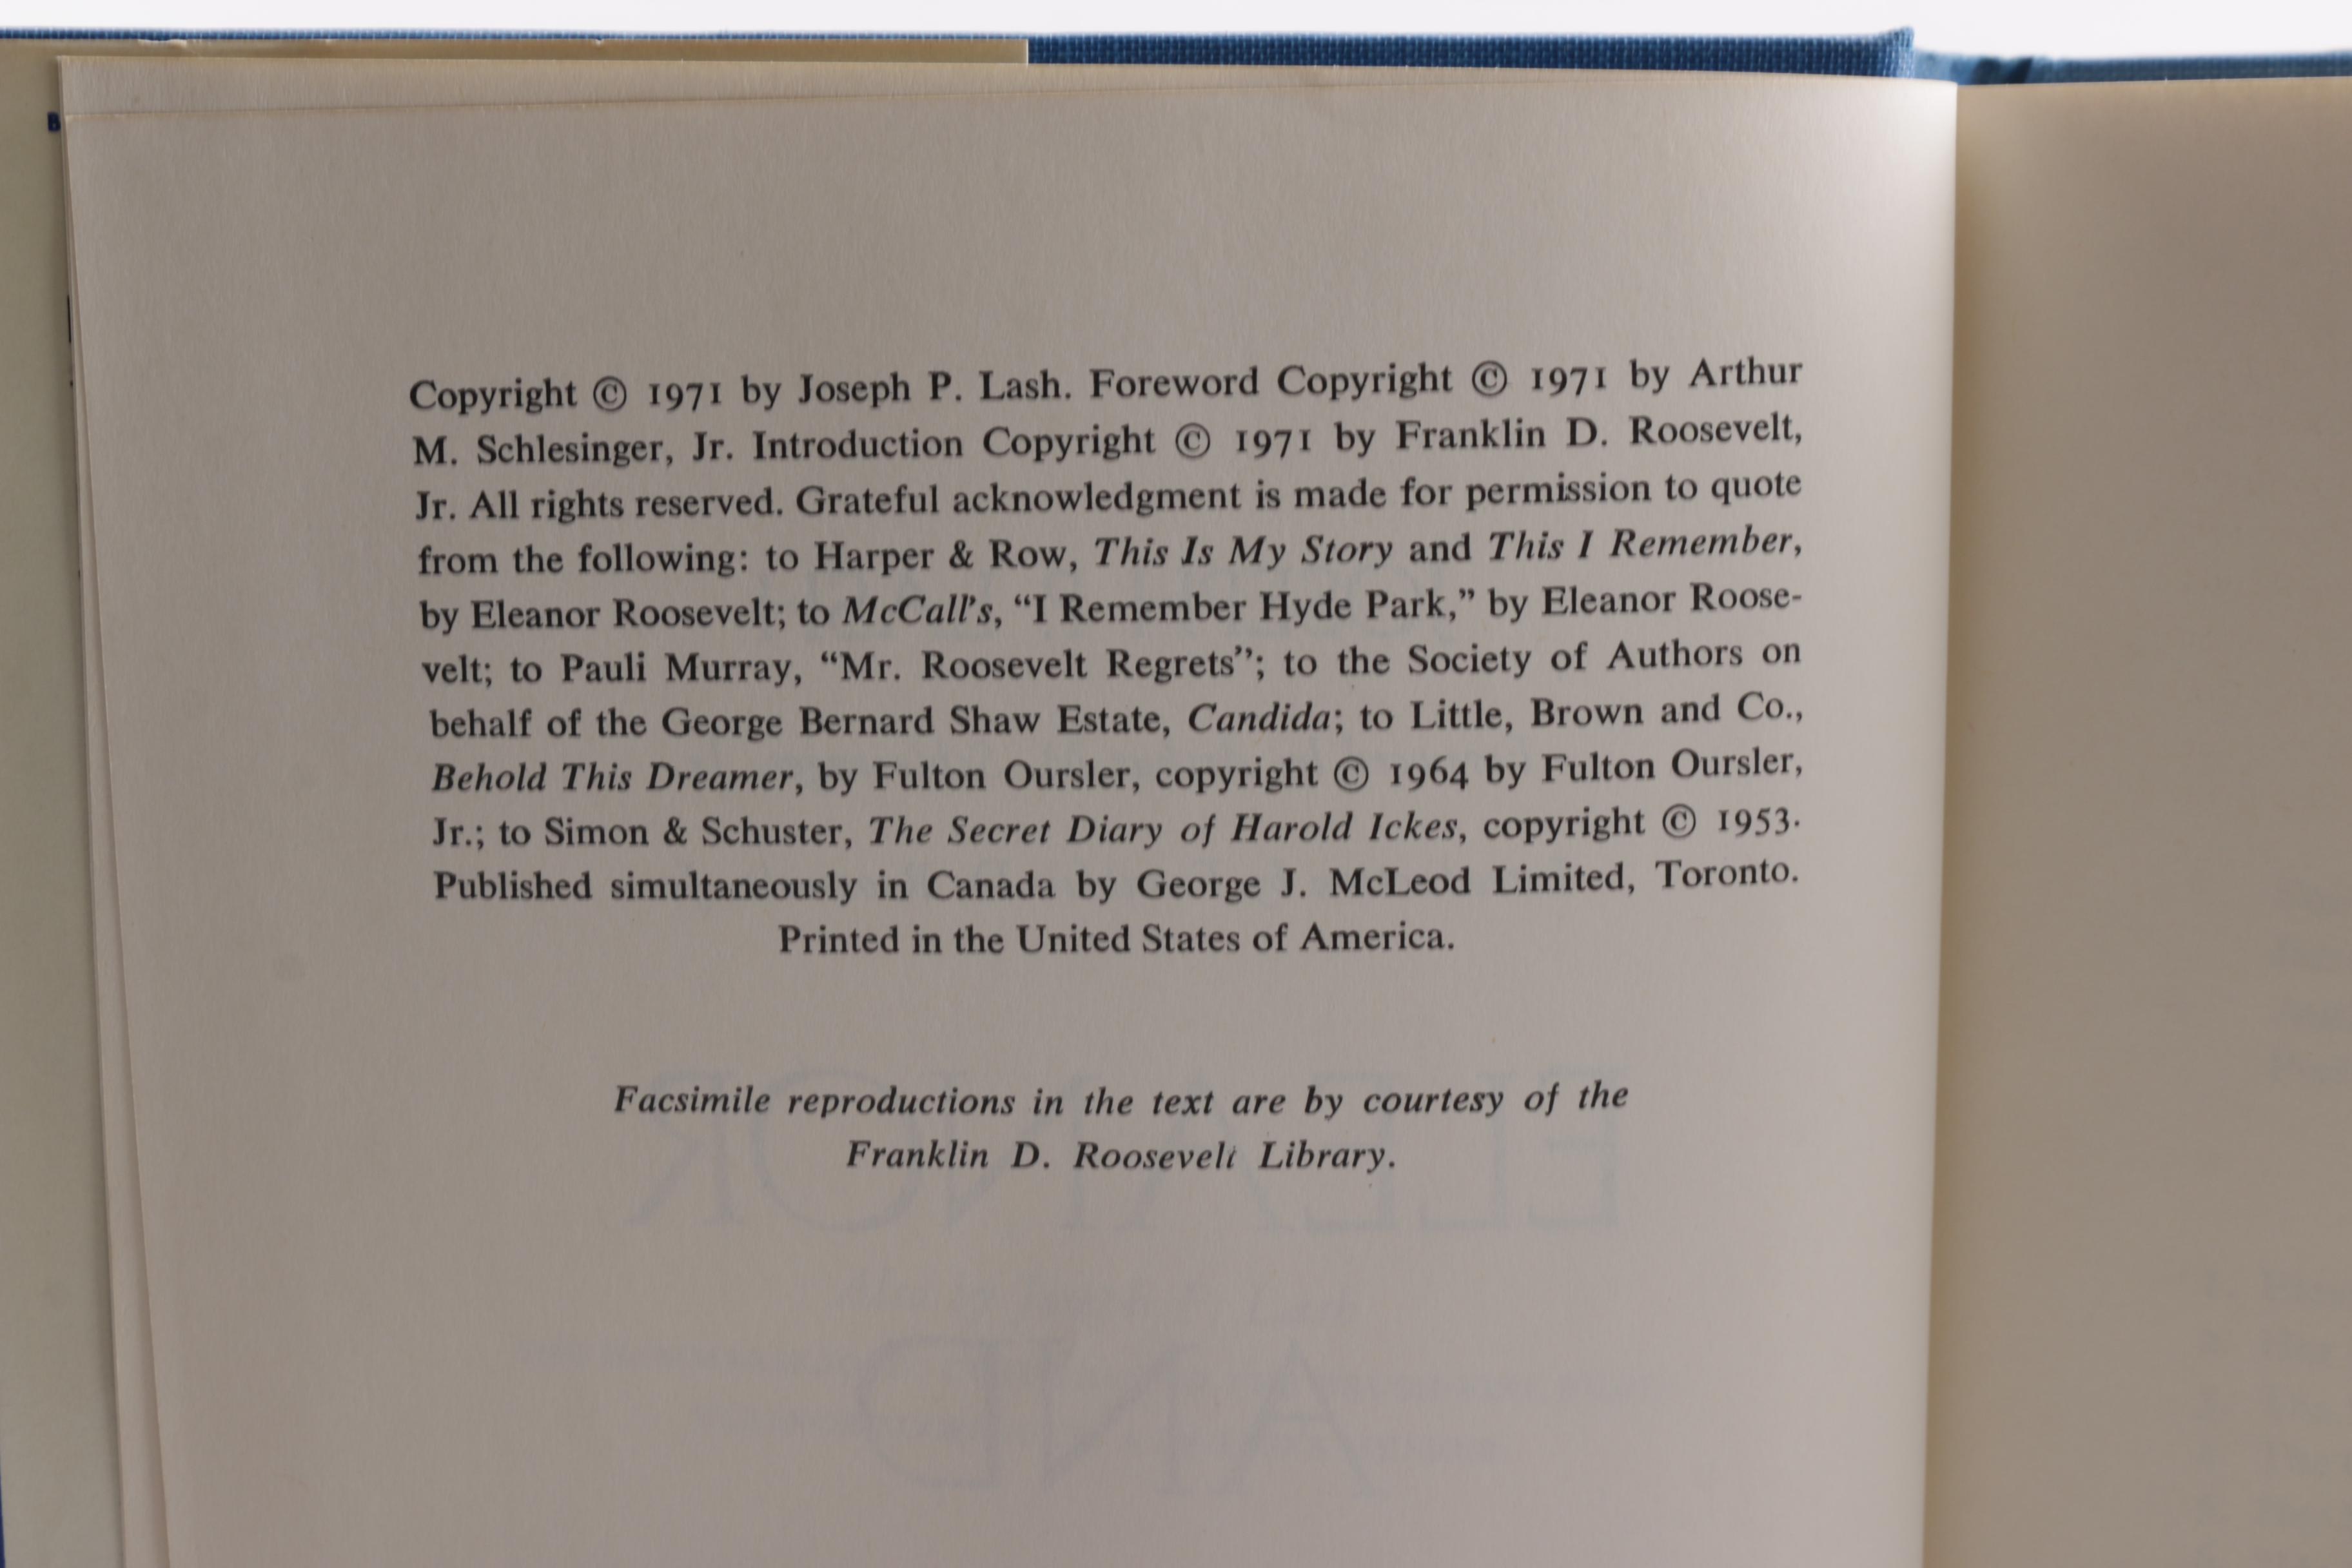 Copyright © 1971 by Joseph P. Lash. Foreword Copyright © 1971 by Arthur
M. Schlesinger, Jr. Introduction Copyright © 1971 by Franklin D. Roosevelt,
Jr. All rights reserved. Grateful acknowledgment is made for permission to quote
from the following: to Harper & Row, This Is My Story and This I Remember,
by Eleanor Roosevelt; to McCall's, “I Remember Hyde Park,” by Eleanor Roose-
velt; to Pauli Murray, “Mr. Roosevelt Regrets”; to the Society of Authors on
behalf of the George Bernard Shaw Estate, Candida; to Little, Brown and Co.,
Behold This Dreamer, by Fulton Oursler, copyright © 1964 by Fulton Oursler,
Jr.; to Simon & Schuster, The Secret Diary of Harold Ickes, copyright © 1953.
Published simultaneously in Canada by George J. McLeod Limited, Toronto.
Printed in the United States of America.
Facsimile reproductions in the text are by courtesy of the
Franklin D. Roosevelt Library.
ELEANOR
AND